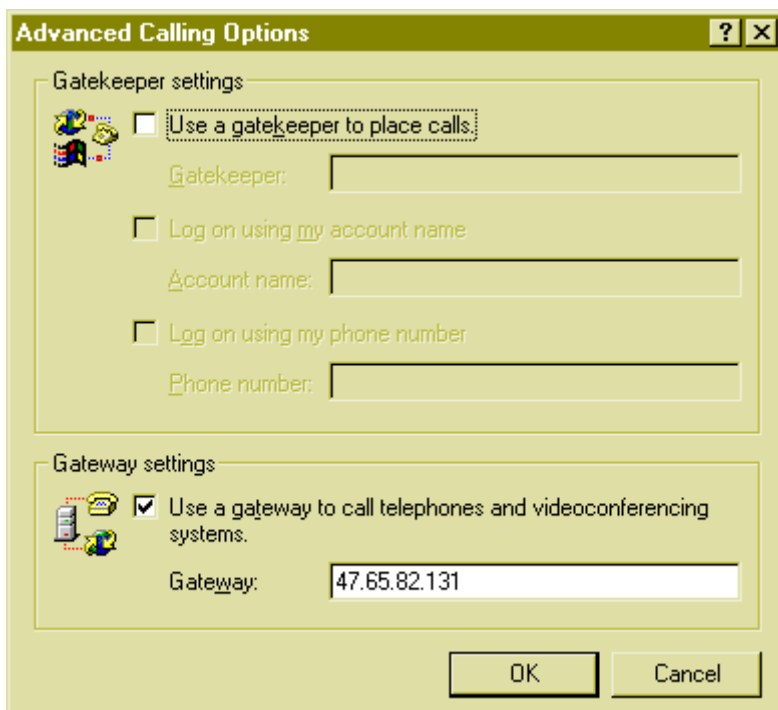 Advanced Calling Options
Gatekeeper settings
Use a gatekeeper to place calls.
Gatekeeper:
Log on using my account name
Account name:
Log on using my phone number
Phone number:
Gateway settings
Use a gateway to call telephones and videoconferencing
systems.
Gateway: 47.65.82.131
OK Cancel